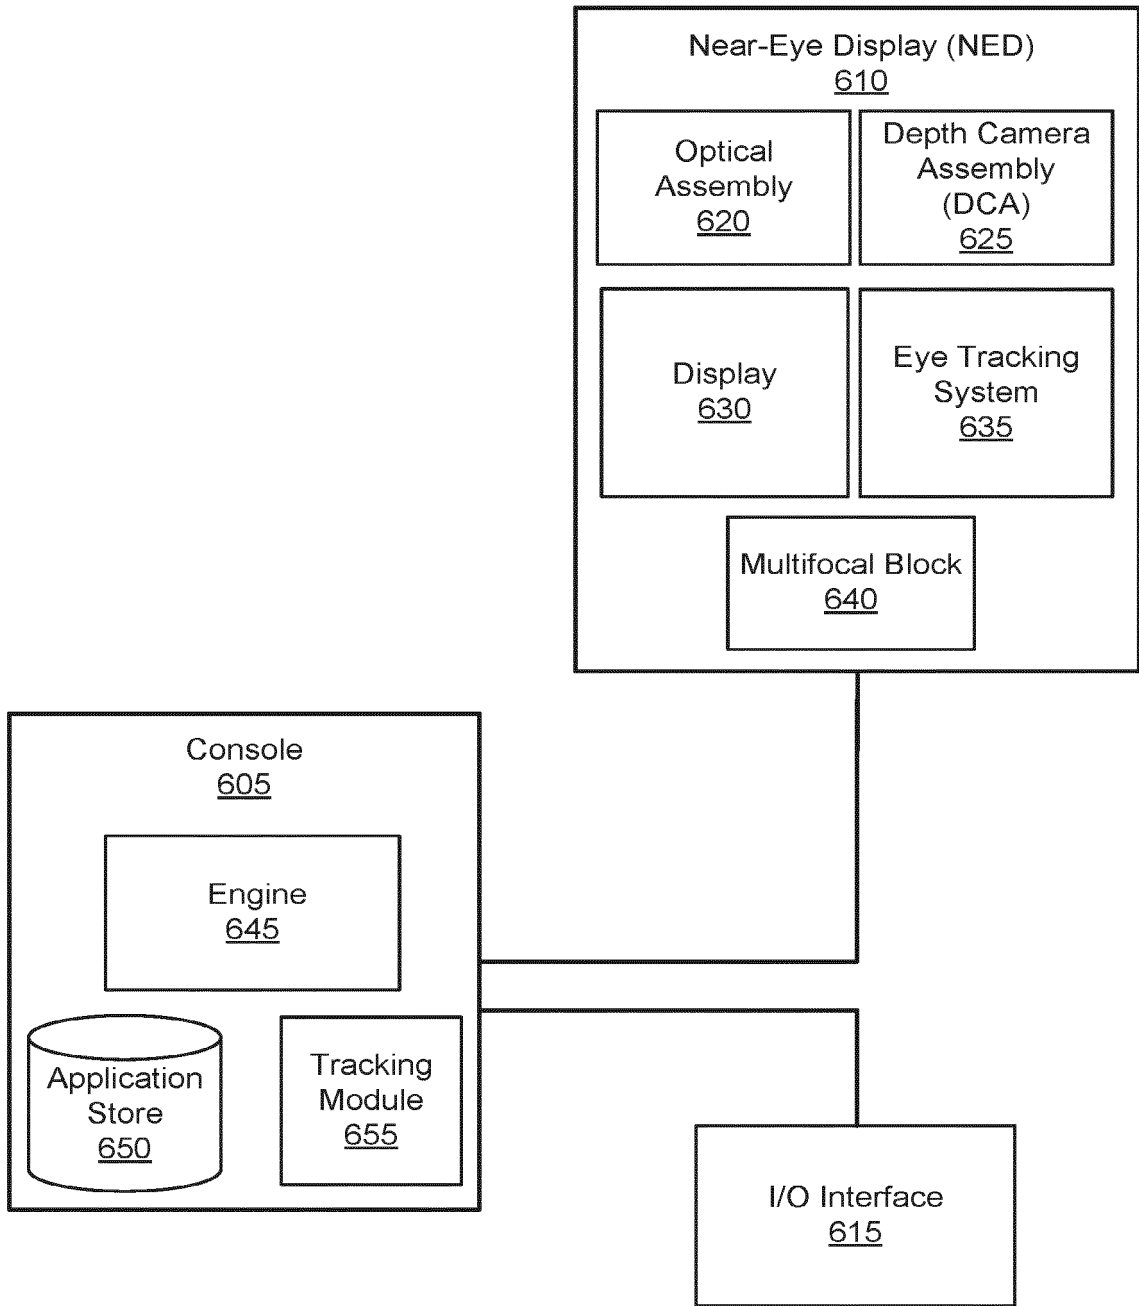 Near-Eye Display (NED)
610
Optical
Assembly
620
Depth Camera
Assembly
(DCA)
625
Display
630
Eye Tracking
System
635
Multifocal Block
640
Console
605
Engine
645
Application
Store
650
Tracking
Module
655
I/O Interface
615